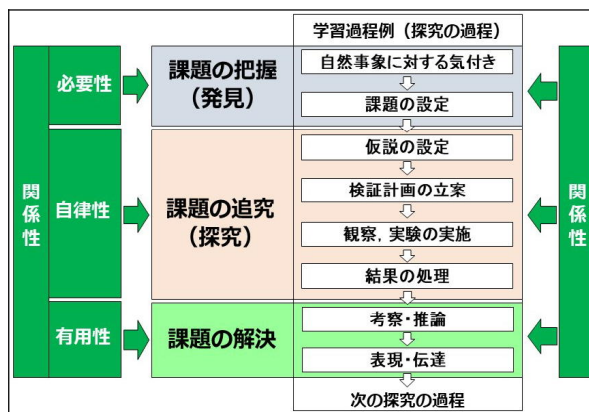 学習過程例（探究の過程）
関係性
必要性
課題の把握
（発見）
自然事象に対する気付き
課題の設定
自律性
課題の追究
（探究）
仮説の設定
検証計画の立案
観察，実験の実施
結果の処理
有用性
課題の解決
考察・推論
表現・伝達
次の探究の過程
関係性